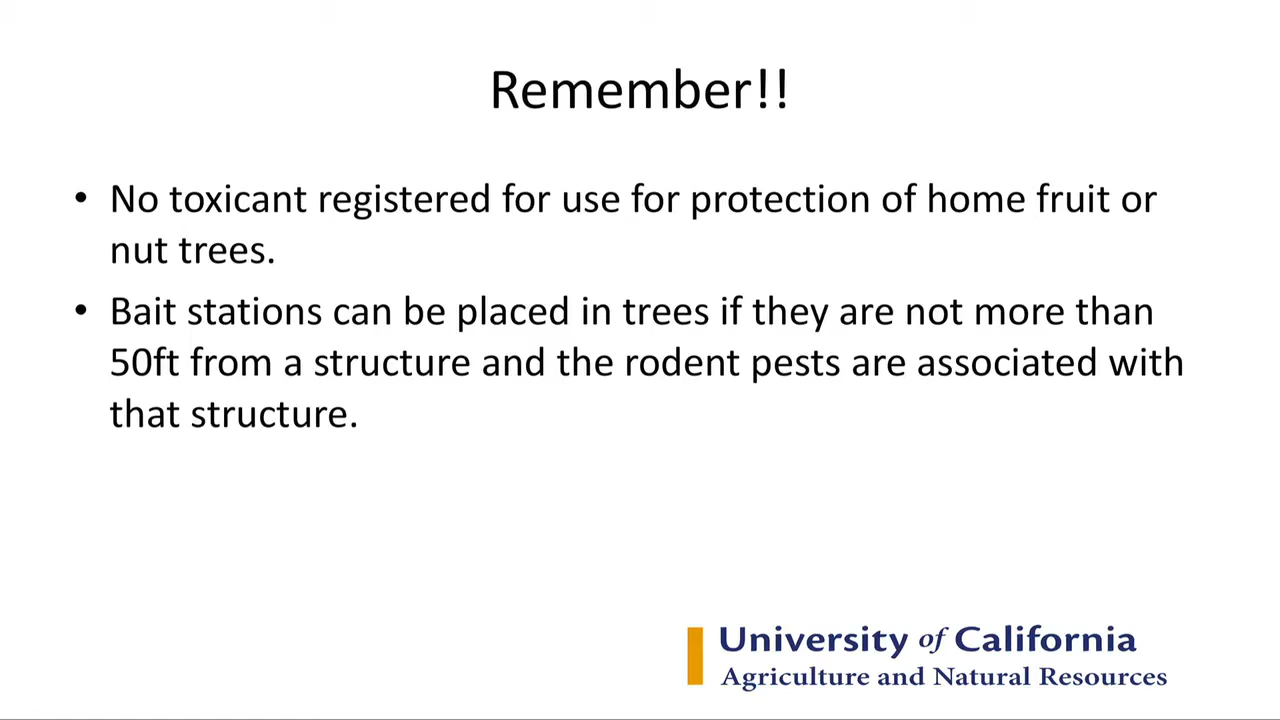 Remember!!
• No toxicant registered for use for protection of home fruit or
nut trees.
• Bait stations can be placed in trees if they are not more than
50ft from a structure and the rodent pests are associated with
that structure.
University of California
Agriculture and Natural Resources